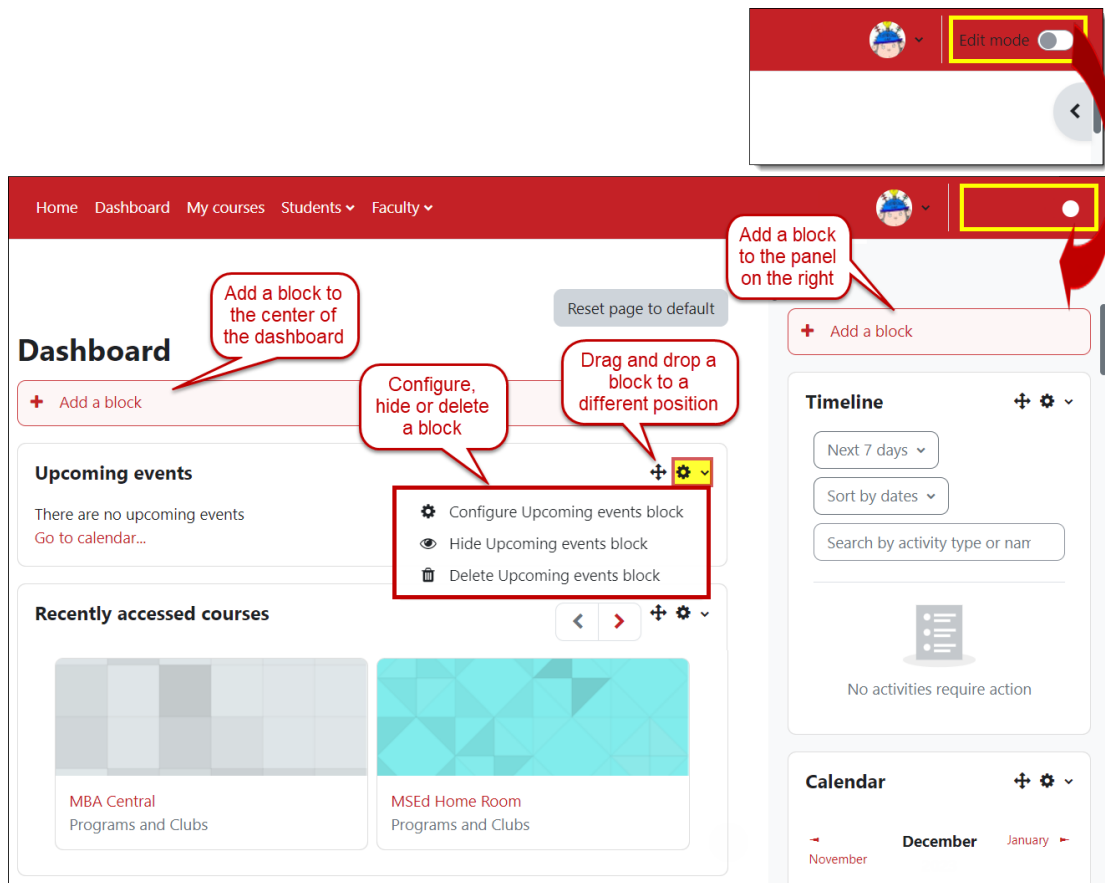 Edit mode
Home Dashboard My courses Students Faculty
Add a block
to the panel
on the right
Add a block to
the center of
the dashboard
Reset page to default
+ Add a block
Dashboard
Drag and drop a
block to a
different position
Configure,
hide or delete
a block
+ Add a block
Timeline
Next 7 days
Sort by dates
Search by activity type or nam
No activities require action
Upcoming events
There are no upcoming events
Go to calendar...
Configure Upcoming events block
Hide Upcoming events block
Delete Upcoming events block
Recently accessed courses
MBA Central
Programs and Clubs
MSEd Home Room
Programs and Clubs
Calendar
November
December
January